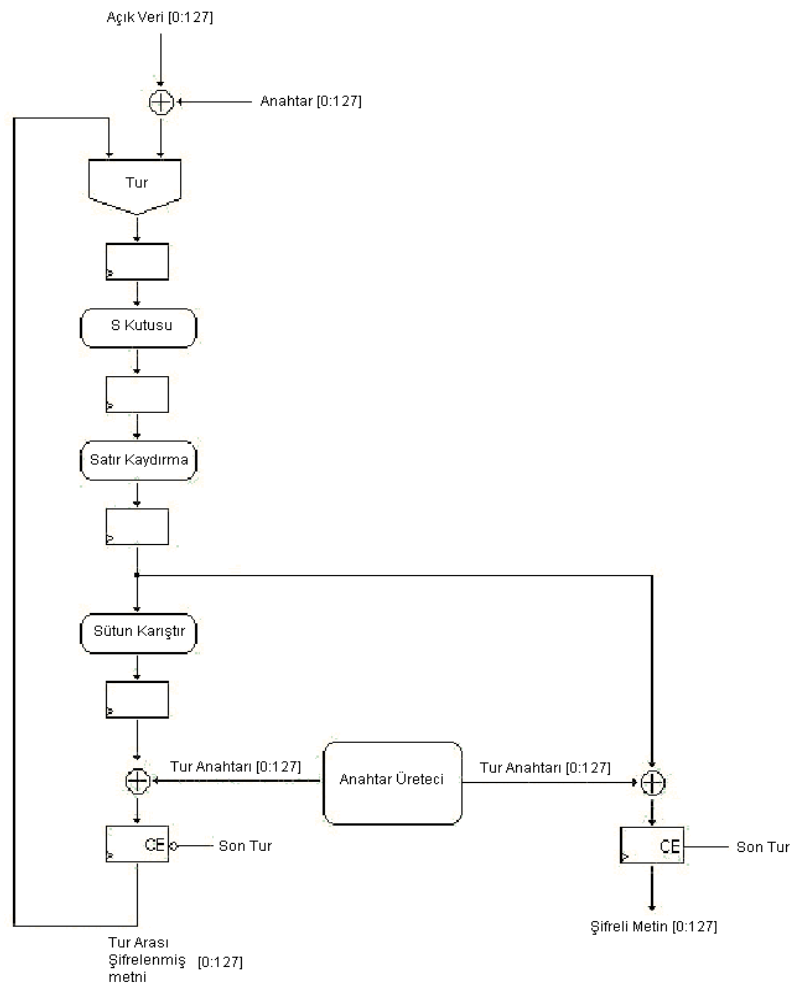 Açık Veri [0:127]
Anahtar [0:127]
Tur
S Kutusu
Satır Kaydırma
Sütun Karıştır
Tur Anahtarı [0:127]
Anahtar Üreteci
Tur Anahtarı [0:127]
CE
Son Tur
CE
Son Tur
Şifreli Metin [0:127]
Tur Arası
Şifrelenmiş [0:127]
metni